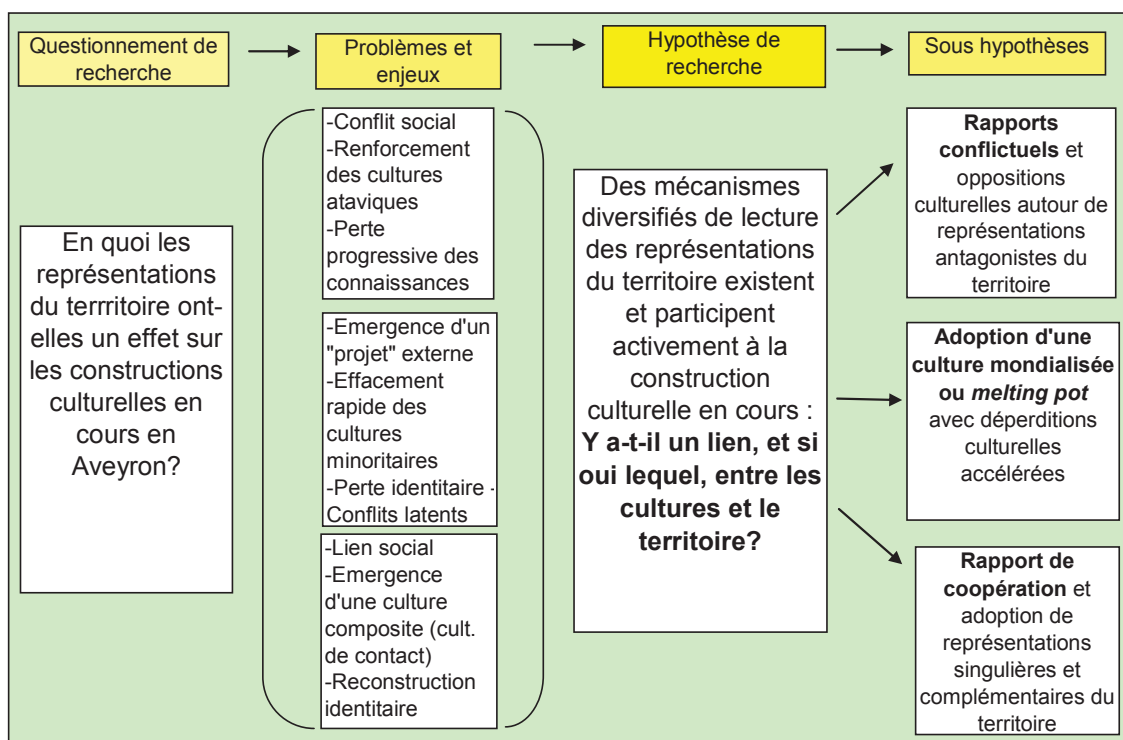 Questionnement de
recherche
Problèmes et
enjeux
Hypothèse de
recherche
Sous hypothèses
En quoi les
représentations
du terrritoire ont-
elles un effet sur
les constructions
culturelles en
cours en
Aveyron?
-Conflit social
-Renforcement
des cultures
ataviques
-Perte
progressive des
connaissances
-Emergence d'un
"projet" externe
-Effacement
rapide des
cultures
minoritaires
-Perte identitaire -
Conflits latents
-Lien social
-Emergence
d'une culture
composite (cult.
de contact)
-Reconstruction
identitaire
Des mécanismes
diversifiés de lecture
des représentations
du territoire existent
et participent
activement à la
construction
culturelle en cours :
Y a-t-il un lien, et si
oui lequel, entre les
cultures et le
territoire?
Rapports
conflictuels et
oppositions
culturelles autour de
représentations
antagonistes du
territoire
Adoption d'une
culture mondialisée
ou melting pot
avec déperditions
culturelles
accélérées
Rapport de
coopération et
adoption de
représentations
singulières et
complémentaires du
territoire